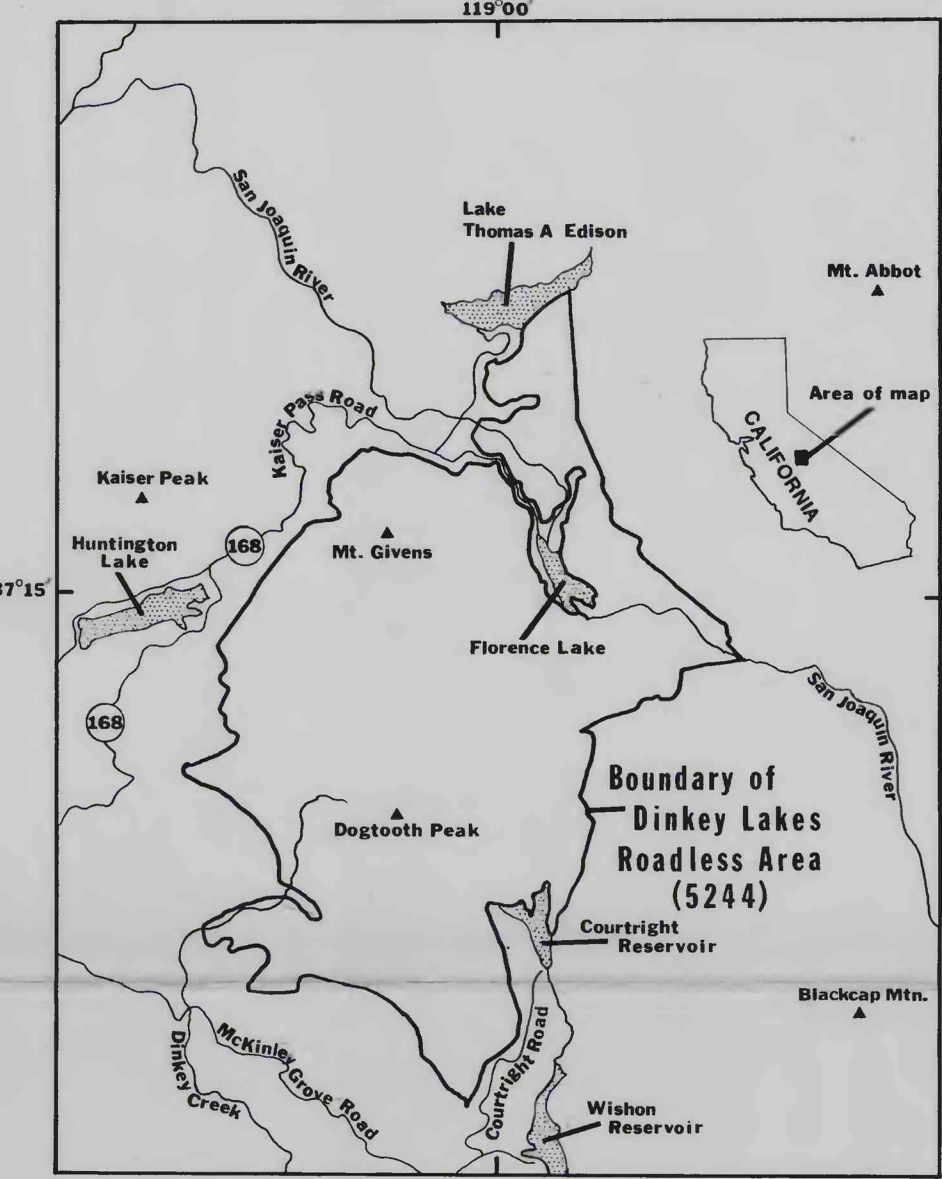 119°00'
Lake
Thomas A Edison
San Joaquin River
Mt. Abbot
Area of map
CALIFORNIA
Kaiser Pass Road
Kaiser Peak
168
Huntington
Lake
Mt. Givens
37°15'
Florence Lake
San Joaquin River
168
Boundary of
Dinkey Lakes
Roadless Area
(5244)
Dogtooth Peak
Courtright
Reservoir
Blackcap Mtn.
Courtright Road
McKinley Grove Road
Dinkey Creek
Wishon
Reservoir